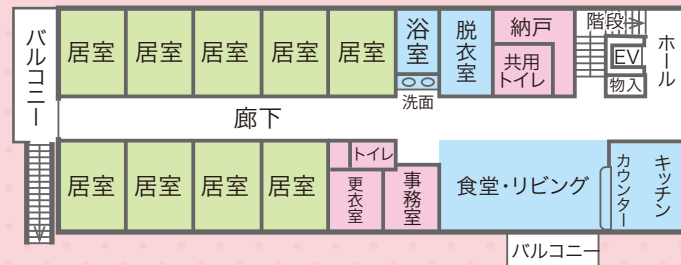 バルコニー
居室
居室
居室
居室
居室
浴室
洗面
脱衣室
納戸
共用
トイレ
階段
EV
物入
ホール
廊下
居室
居室
居室
居室
トイレ
更衣室
事務室
食堂・リビング
カウンター
キッチン
バルコニー